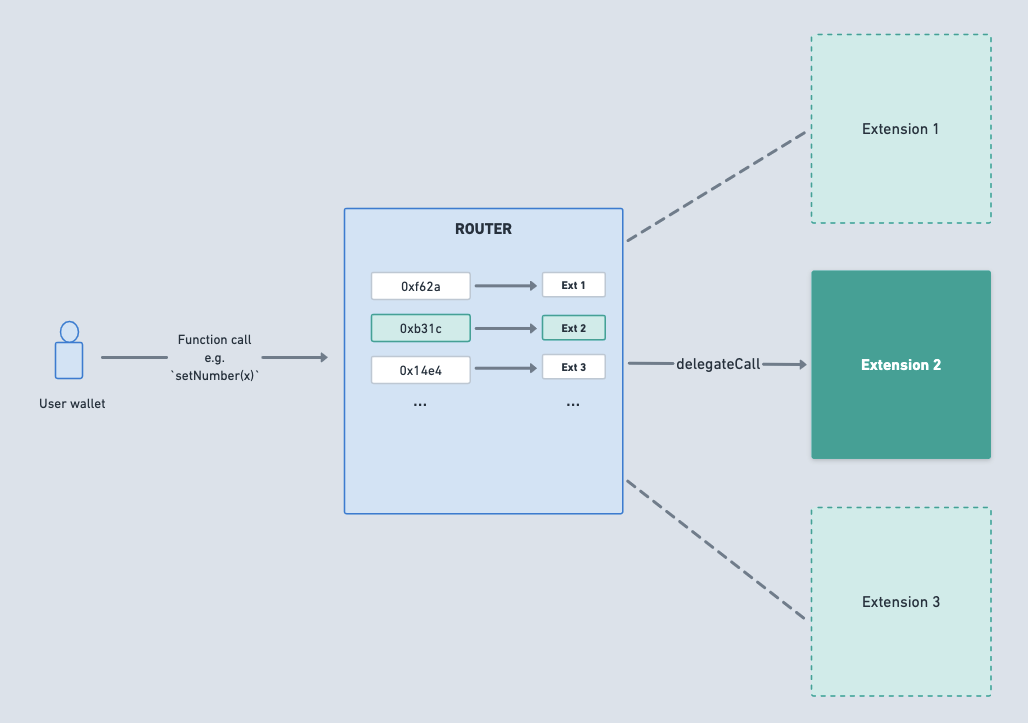 Extension 1
ROUTER
0xf62a
Ext 1
0xb31c
Ext 2
0x14e4
Ext 3
...
...
Function call
e.g.
`setNumber(x)`
User wallet
delegateCall
Extension 2
Extension 3